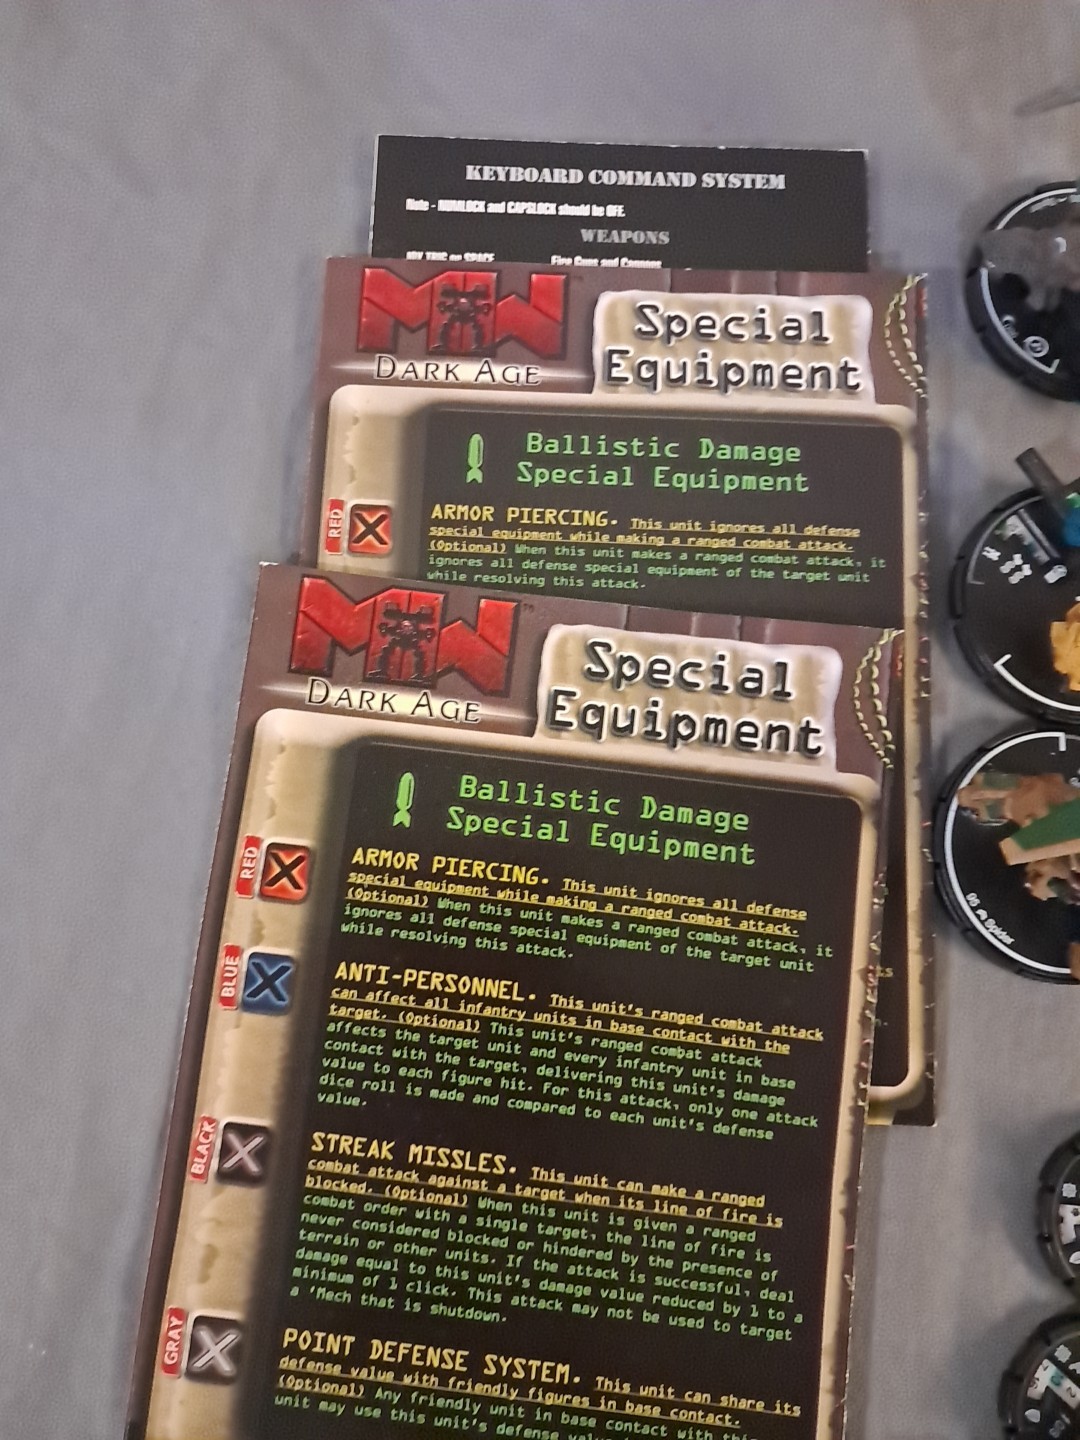 KEYBOARD COMMAND SYSTEM
Note - NUMLOCK and CAPSLOCK should be OFF.
WEAPONS
JOY TRIG or SPACE Fire Guns and Cannons
MW
DARK AGE
Special
Equipment
Ballistic Damage
Special Equipment
RED
ARMOR PIERCING. This unit ignores all defense
special equipment while making a ranged combat attack.
(Optional) When this unit makes a ranged combat attack, it
ignores all defense special equipment of the target unit
while resolving this attack.
MW™
DARK AGE
Special
Equipment
Ballistic Damage
Special Equipment
RED
ARMOR PIERCING. This unit ignores all defense
special equipment while making a ranged combat attack.
(Optional) When this unit makes a ranged combat attack, it
ignores all defense special equipment of the target unit
while resolving this attack.
BLUE
ANTI-PERSONNEL. This unit's ranged combat attack
can affect all infantry units in base contact with the
target. (Optional) This unit's ranged combat attack
affects the target unit and every infantry unit in base
contact with the target, delivering this unit's damage
value to each figure hit. For this attack, only one attack
dice roll is made and compared to each unit's defense
value.
BLACK
STREAK MISSLES. This unit can make a ranged
combat attack against a target when its line of fire is
blocked. (Optional) When this unit is given a ranged
combat order with a single target, the line of fire is
never considered blocked or hindered by the presence of
terrain or other units. If the attack is successful, deal
damage equal to this unit's damage value reduced by 1 to a
minimum of 1 click. This attack may not be used to target
a 'Mech that is shutdown.
GRAY
POINT DEFENSE SYSTEM. This unit can share its
defense value with friendly figures in base contact.
(Optional) Any friendly unit in base contact with this
unit may use this unit's defense value
Spider